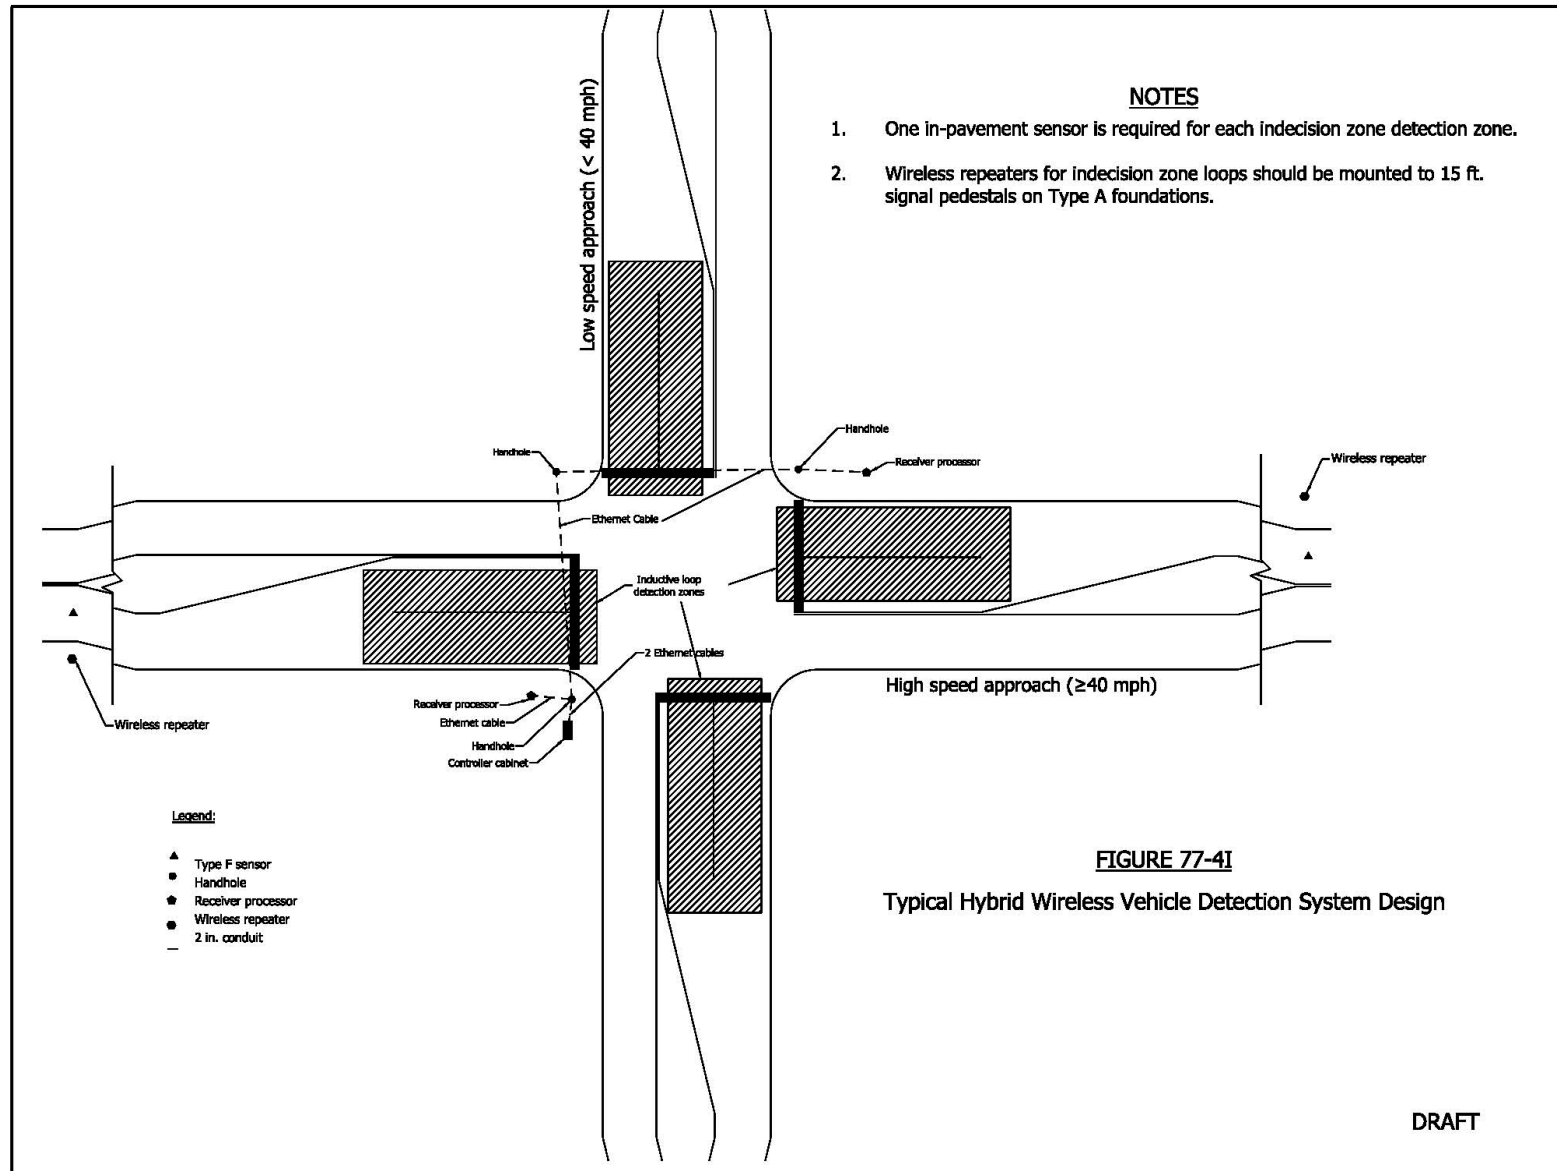 NOTES
1. One in-pavement sensor is required for each indecision zone detection zone.
2. Wireless repeaters for indecision zone loops should be mounted to 15 ft.
signal pedestals on Type A foundations.
Low speed approach (< 40 mph)
Handhole
Handhole
Receiver processor
Wireless repeater
Ethernet Cable
Inductive loop
detection zones
2 Ethernet cables
High speed approach (≥40 mph)
Receiver processor
Ethernet cable
Wireless repeater
Handhole
Controller cabinet
Legend:
Type F sensor
Handhole
Receiver processor
Wireless repeater
2 in. conduit
FIGURE 77-4I
Typical Hybrid Wireless Vehicle Detection System Design
DRAFT